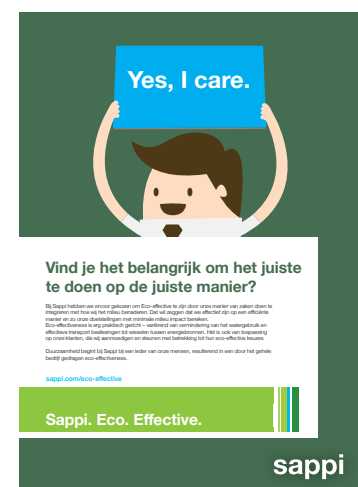 Yes, I care.
Vind je het belangrijk om het juiste
te doen op de juiste manier?
Bij Sappi hebben we ervoor gekozen om Eco-effective te zijn door onze manier van zaken doen te
integreren met hoe wij het milieu benaderen. Dat wil zeggen dat we effectief zijn op een efficiënte
manier en zo onze doelstellingen met minimale milieu impact bereiken.
Eco-effectiveness is erg praktisch gericht – variërend van vermindering van het watergebruik en
effectieve transport beslissingen tot wisselen tussen energiebronnen. Het is ook van toepassing
op onze klanten, die wij aanmoedigen en steunen met betrekking tot hun eco-effective keuzes.
Duurzaamheid begint bij Sappi bij een ieder van onze mensen, resulterend in een door het gehele
bedrijf gedragen eco-effectiveness.
sappi.com/eco-effective
Sappi. Eco. Effective.
sappi